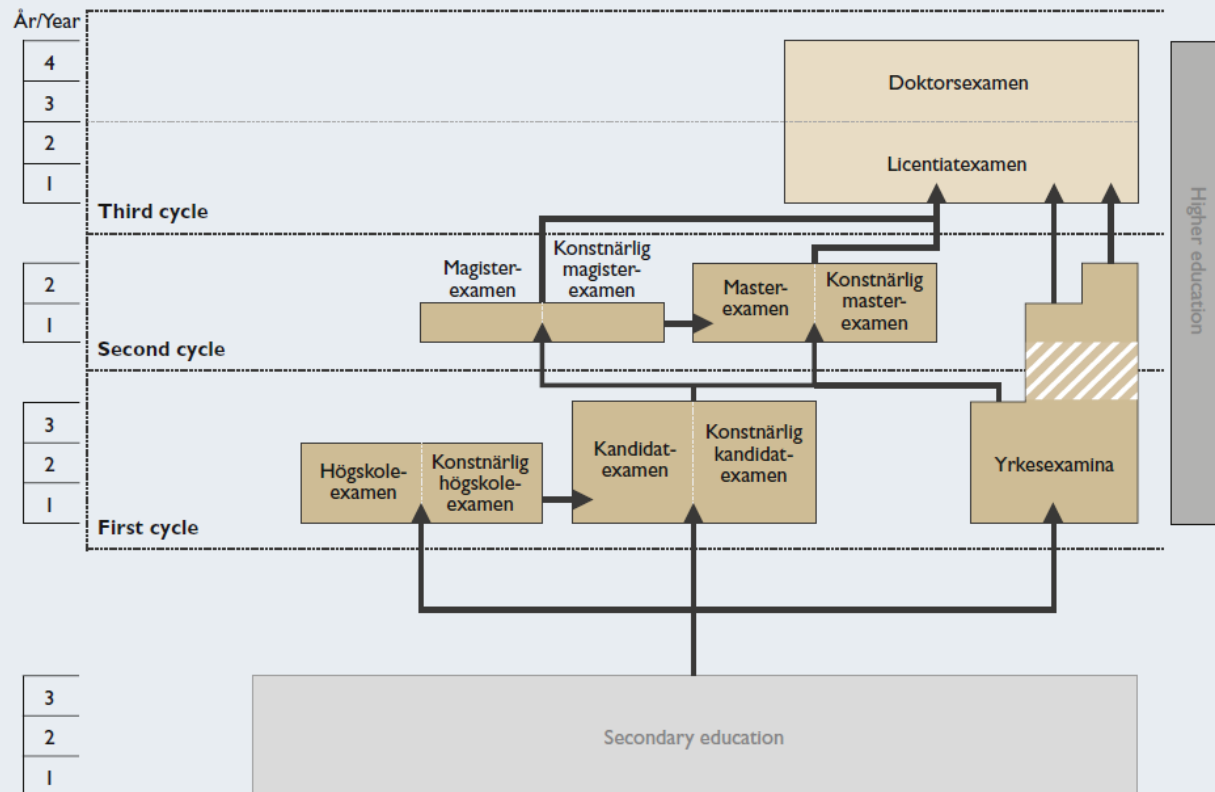 År/Year
4
3
2
1
Doktorsexamen
Licentiatexamen
Third cycle
Higher education
2
1
Magister-
examen
Konstnärlig
magister-
examen
Master-
examen
Konstnärlig
master-
examen
Second cycle
3
2
1
Högskole-
examen
Konstnärlig
högskole-
examen
Kandidat-
examen
Konstnärlig
kandidat-
examen
Yrkesexamina
First cycle
3
2
1
Secondary education